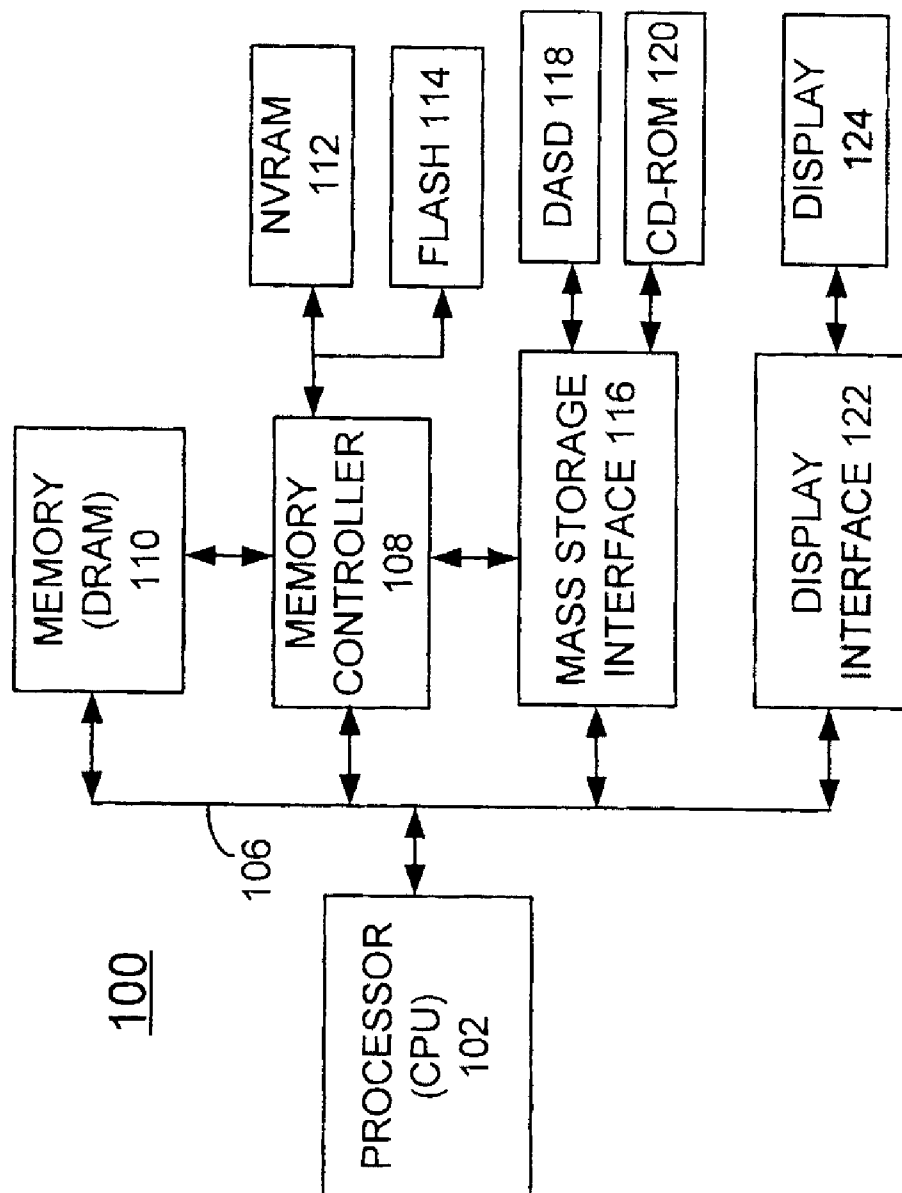 100
PROCESSOR
(CPU)
102
106
MEMORY
(DRAM)
110
MEMORY
CONTROLLER
108
NVRAM
112
FLASH 114
MASS STORAGE
INTERFACE 116
DASD 118
CD-ROM 120
DISPLAY
INTERFACE 122
DISPLAY
124